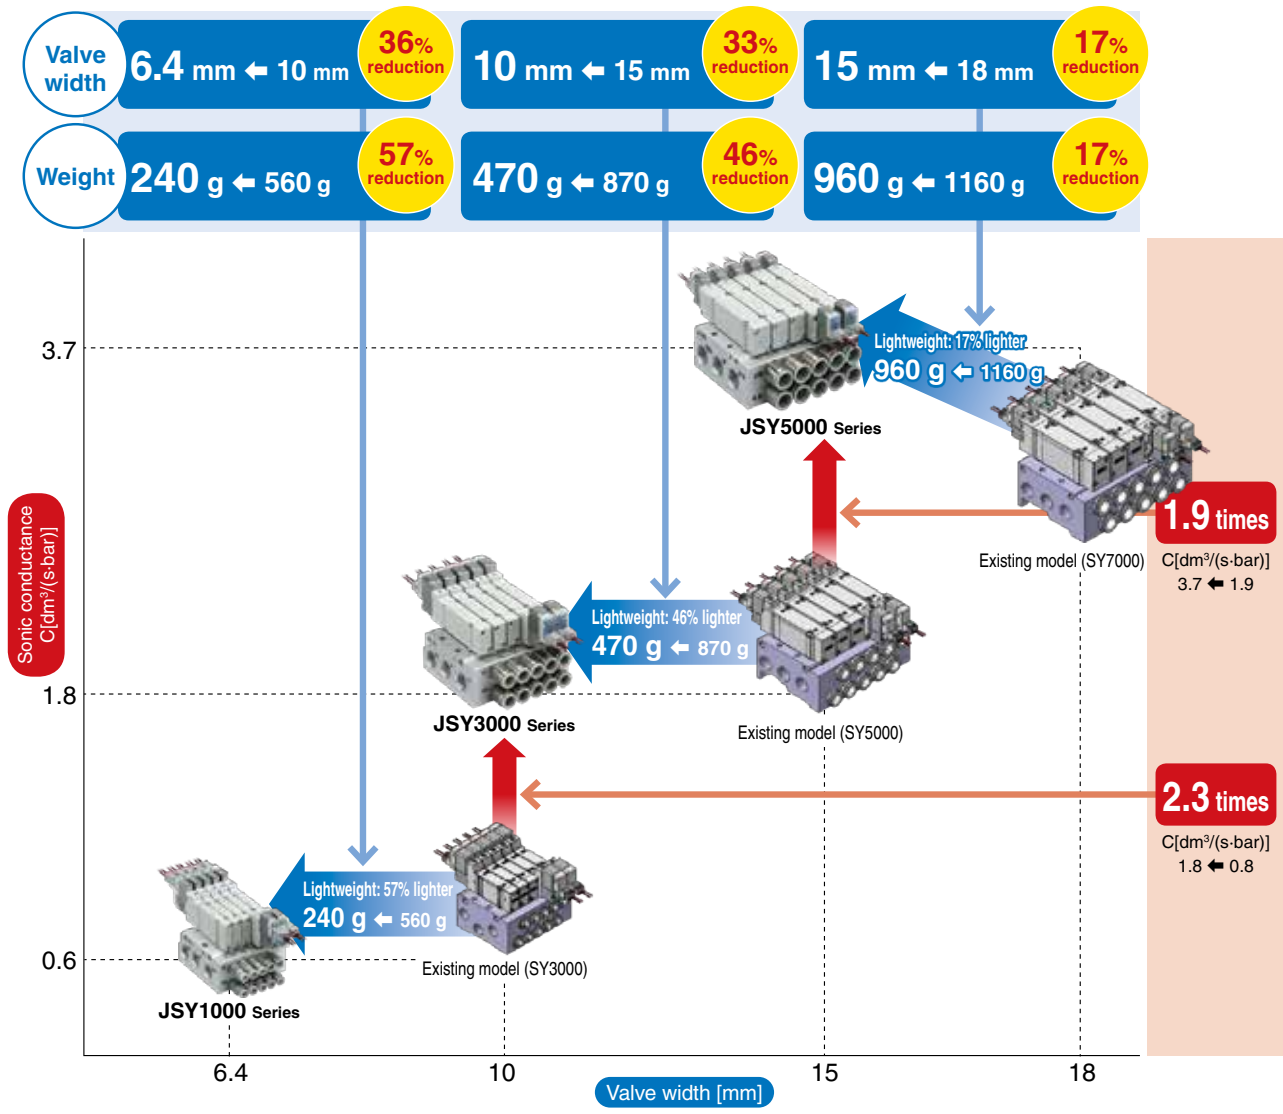 Valve
width
6.4 mm ← 10 mm
36%
reduction
10 mm ← 15 mm
33%
reduction
15 mm ← 18 mm
17%
reduction
Weight
240 g ← 560 g
57%
reduction
470 g ← 870 g
46%
reduction
960 g ← 1160 g
17%
reduction
3.7
Lightweight: 17% lighter
960 g ← 1160 g
JSY5000 Series
Sonic conductance
C[dm³/(s·bar)]
1.9 times
Existing model (SY7000)
C[dm³/(s·bar)]
3.7 ← 1.9
Lightweight: 46% lighter
470 g ← 870 g
1.8
JSY3000 Series
Existing model (SY5000)
2.3 times
C[dm³/(s·bar)]
1.8 ← 0.8
Lightweight: 57% lighter
240 g ← 560 g
0.6
Existing model (SY3000)
JSY1000 Series
6.4
10
15
18
Valve width [mm]